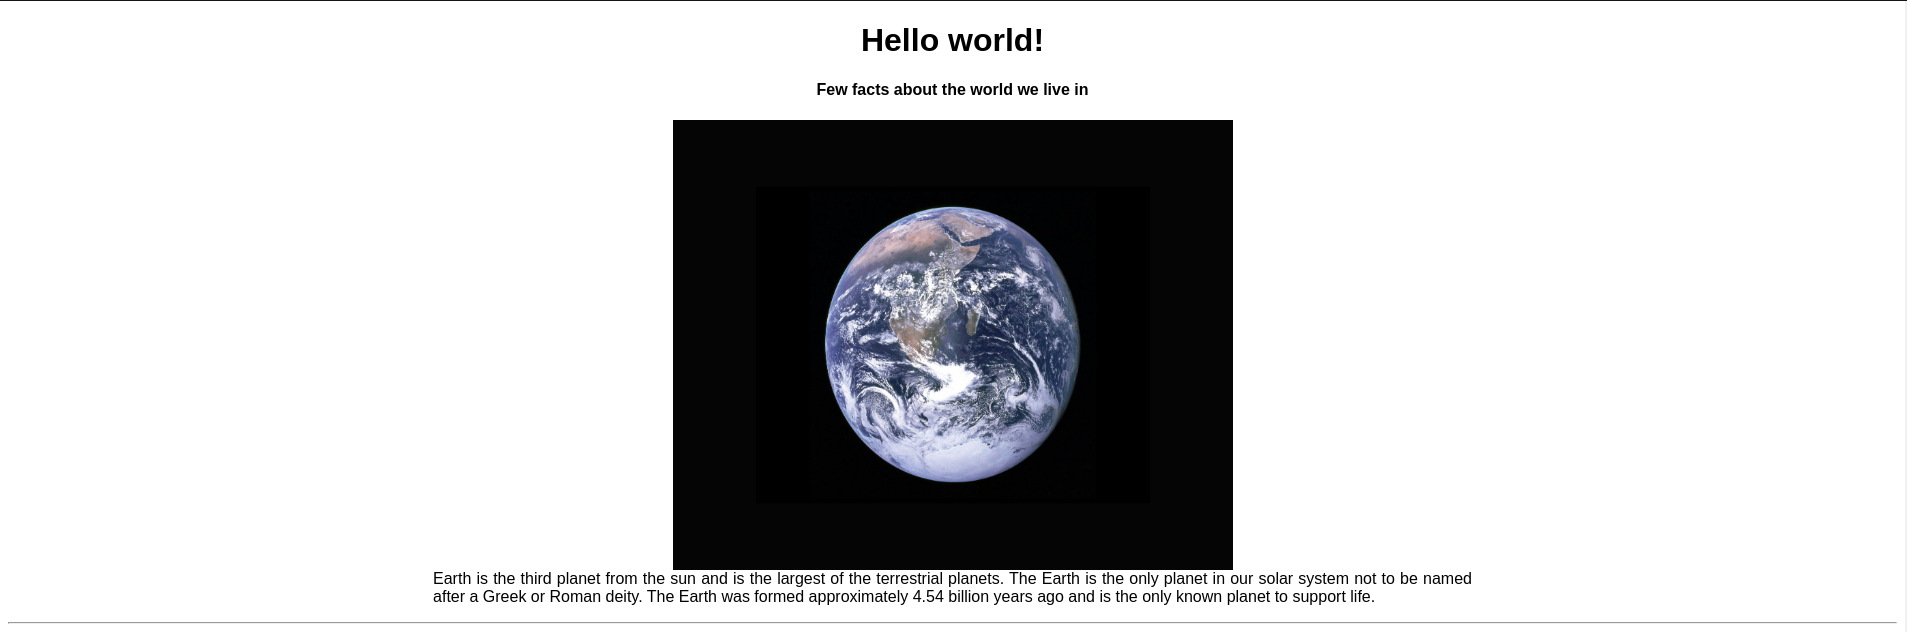 Hello world!
Few facts about the world we live in
Earth is the third planet from the sun and is the largest of the terrestrial planets. The Earth is the only planet in our solar system not to be named
after a Greek or Roman deity. The Earth was formed approximately 4.54 billion years ago and is the only known planet to support life.